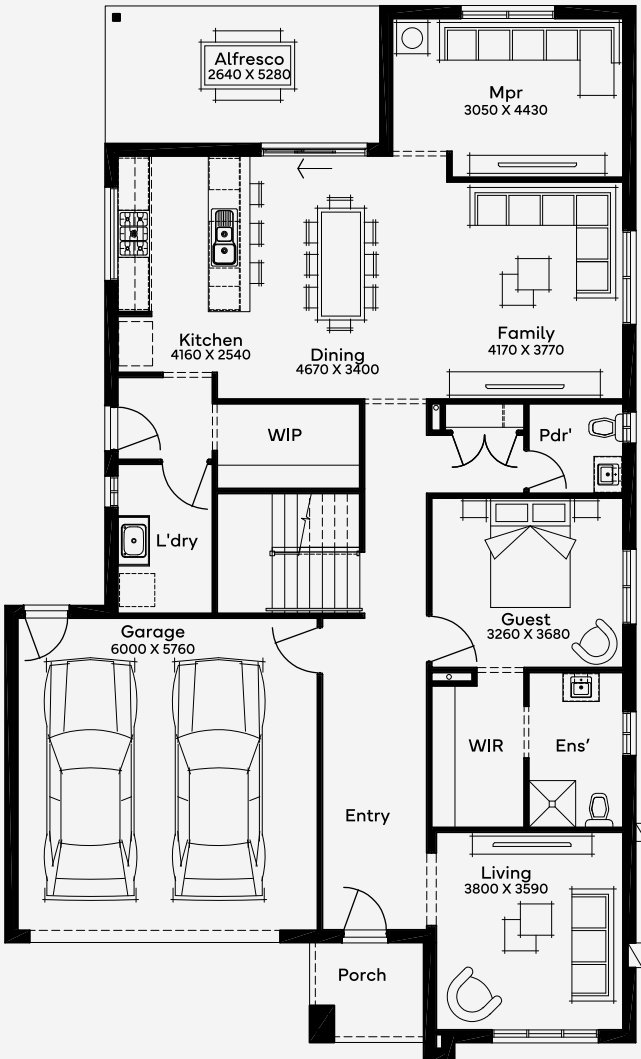 Alfresco
2640 X 5280
Mpr
3050 X 4430
Kitchen
4160 X 2540
Dining
4670 X 3400
Family
4170 X 3770
WIP
Pdr'
L'dry
Guest
3260 X 3680
Garage
6000 X 5760
WIR
Ens'
Entry
Living
3800 X 3590
Porch